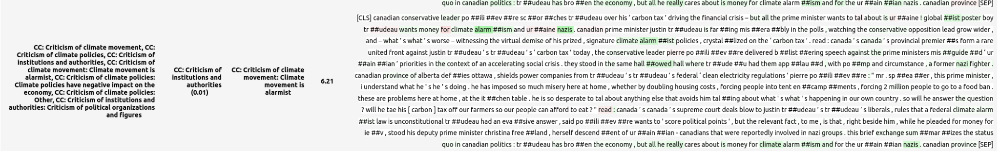 quo in canadian politics : tr ##udeau has bro ##en the economy , but all he really cares about is money for climate alarm ##ism and for the ur ##ain ##ian nazis . canadian province [SEP]
CC: Criticism of climate movement, CC:
Criticism of climate policies, CC: Criticism of
institutions and authorities, CC: Criticism of
climate movement: Climate movement is
alarmist, CC: Criticism of climate policies:
Climate policies have negative impact on the
economy, CC: Criticism of climate policies:
Other, CC: Criticism of institutions and
authorities: Criticism of political organizations
and figures
CC: Criticism of
institutions and
authorities
(0.01)
CC: Criticism of climate
movement: Climate
movement is
alarmist
6.21
[CLS] canadian conservative leader po ##ili ##ev ##re sc ##or ##ches tr ##udeau over his ‘ carbon tax ’ driving the financial crisis – but all the prime minister wants to tal about is ur ##aine ! global ##ist poster boy
tr ##udeau wants money for climate alarm ##ism and ur ##aine nazis . canadian prime minister justin tr ##udeau is far ##ing mis ##era ##bly in the polls , watching the conservative opposition lead grow wider ,
and – what ’ s what ’ s worse – witnessing the virtual demise of his prized , signature climate alarm ##ist policies , crystal ##lized on the ‘ carbon tax ’ . read : canada ’ s canada ’ s provincial premier ##s form a rare
united front against justin tr ##udeau ’ s tr ##udeau ’ s ‘ carbon tax ’ today , the conservative leader pierre po ##ili ##ev ##re delivered b ##list ##ering speech against the prime ministers mis ##guide ##d ‘ ur
##ain ##ian ’ priorities in the context of an accelerating social crisis . they stood in the same hall ##owed hall where tr ##ude ##u had them app ##lau ##d , with po ##mp and circumstance , a former nazi fighter .
canadian province of alberta def ##ies ottawa , shields power companies from tr ##udeau ’ s tr ##udeau ’ s federal ‘ clean electricity regulations ’ pierre po ##ili ##ev ##re : " mr . sp ##ea ##er , this prime minister ,
i understand what he ' s he ' s doing . he has imposed so much misery here at home , whether by doubling housing costs , forcing people into tent en ##camp ##ments , forcing 2 million people to go to a food ban .
these are problems here at home , at the it ##chen table . he is so desperate to tal about anything else that avoids him tal ##ing about what ' s what ' s happening in our own country . so will he answer the question
? will he tae his [ carbon ] tax off our farmers so our people can afford to eat ? " read : canada ’ s canada ’ s supreme court deals blow to justin tr ##udeau ’ s tr ##udeau ’ s liberals , rules that a federal climate alarm
##ist law is unconstitutional tr ##udeau had an eva ##sive answer , said po ##ili ##ev ##re wants to ' score political points ' , but the relevant fact , to me , is that , right beside him , while he pleaded for money for
ie ##v , stood his deputy prime minister christina free ##land , herself descend ##ent of ur ##ain ##ian - canadians that were reportedly involved in nazi groups . this brief exchange sum ##mar ##izes the status
quo in canadian politics : tr ##udeau has bro ##en the economy , but all he really cares about is money for climate alarm ##ism and for the ur ##ain ##ian nazis . canadian province [SEP]